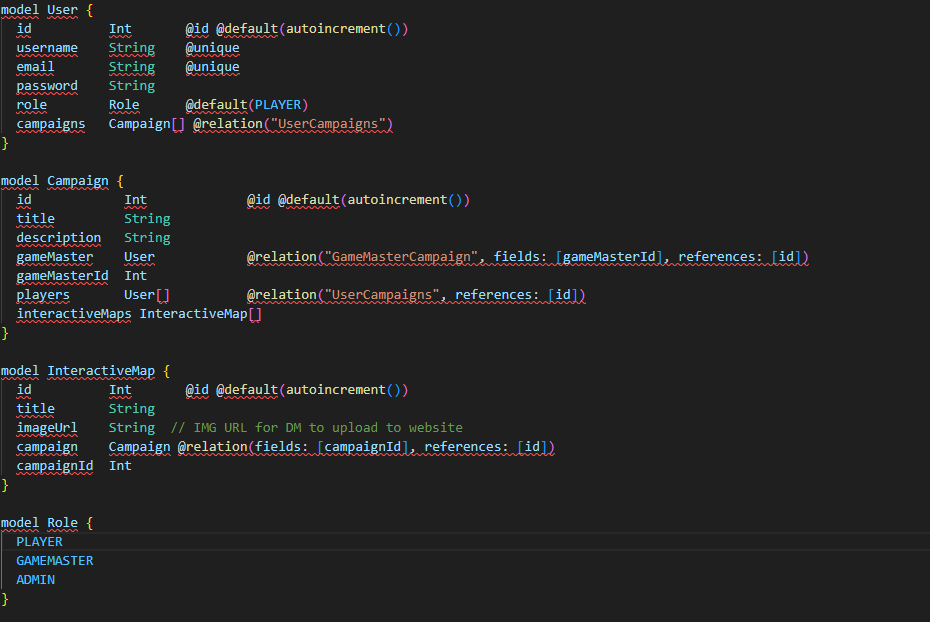 model User {
  id          Int       @id @default(autoincrement())
  username    String    @unique
  email       String    @unique
  password    String
  role        Role      @default(PLAYER)
  campaigns   Campaign[] @relation("UserCampaigns")
}

model Campaign {
  id            Int             @id @default(autoincrement())
  title         String
  description   String
  gameMaster    User            @relation("GameMasterCampaign", fields: [gameMasterId], references: [id])
  gameMasterId  Int
  players       User[]          @relation("UserCampaigns", references: [id])
  interactiveMaps InteractiveMap[]
}

model InteractiveMap {
  id          Int       @id @default(autoincrement())
  title       String
  imageUrl    String  // IMG URL for DM to upload to website
  campaign    Campaign @relation(fields: [campaignId], references: [id])
  campaignId  Int
}

model Role {
  PLAYER
  GAMEMASTER
  ADMIN
}